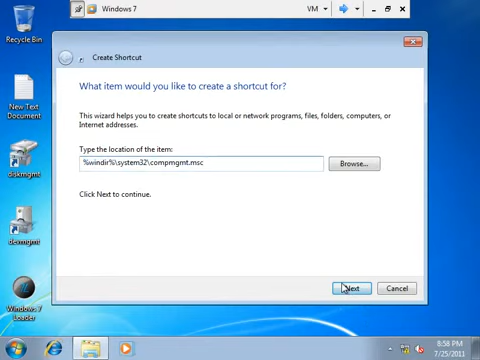 Windows 7
VM
Recycle Bin
Create Shortcut
What item would you like to create a shortcut for?
This wizard helps you to create shortcuts to local or network programs, files, folders, computers, or
Internet addresses.
New Text
Document
Type the location of the item:
%windir%\system32\compmgmt.msc
Browse...
diskmgmt
Click Next to continue.
devmgmt
Windows 7
Loader
Next
Cancel
8:58 PM
7/25/2011